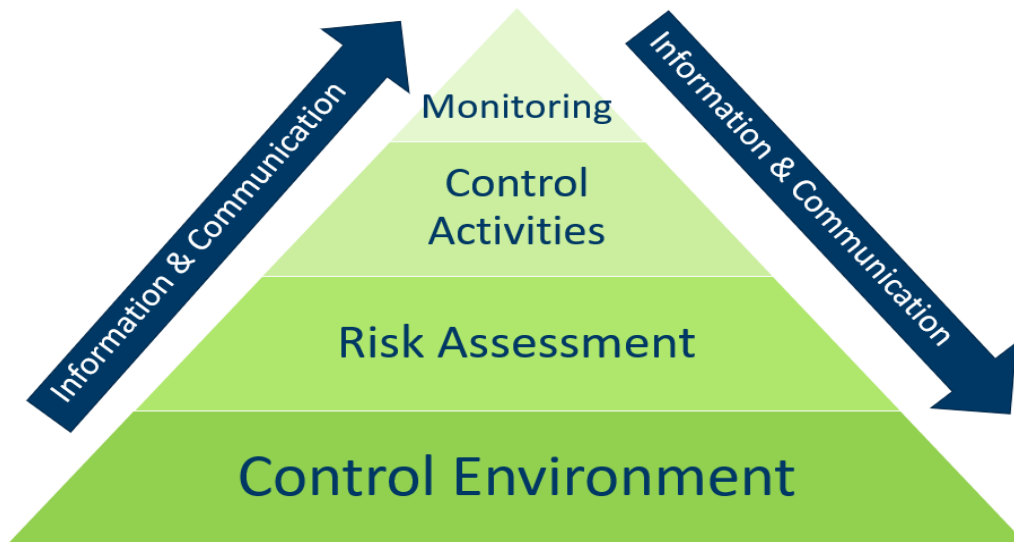 Information & Communication
Information & Communication
Monitoring
Control
Activities
Risk Assessment
Control Environment